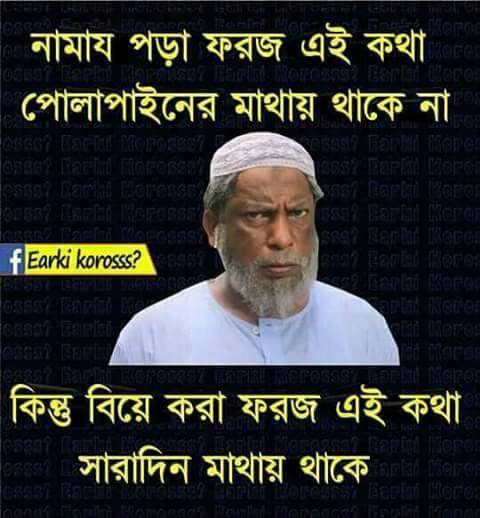 নামায পড়া ফরজ এই কথা
পোলাপাইনের মাথায় থাকে না
f Earki korosss?
কিন্তু বিয়ে করা ফরজ এই কথা
সারাদিন মাথায় থাকে